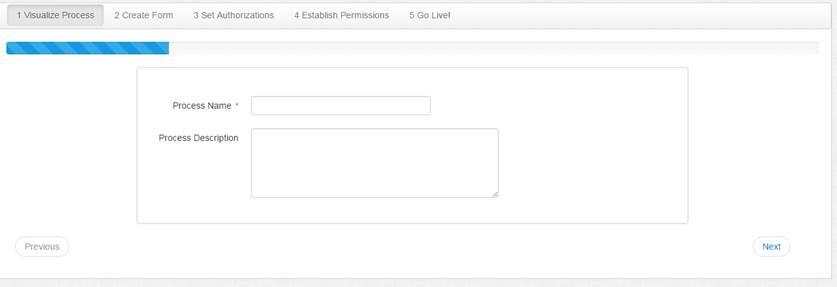 1 Visualize Process 2 Create Form 3 Set Authorizations 4 Establish Permissions 5 Go Live!
Process Name *
Process Description
Previous Next